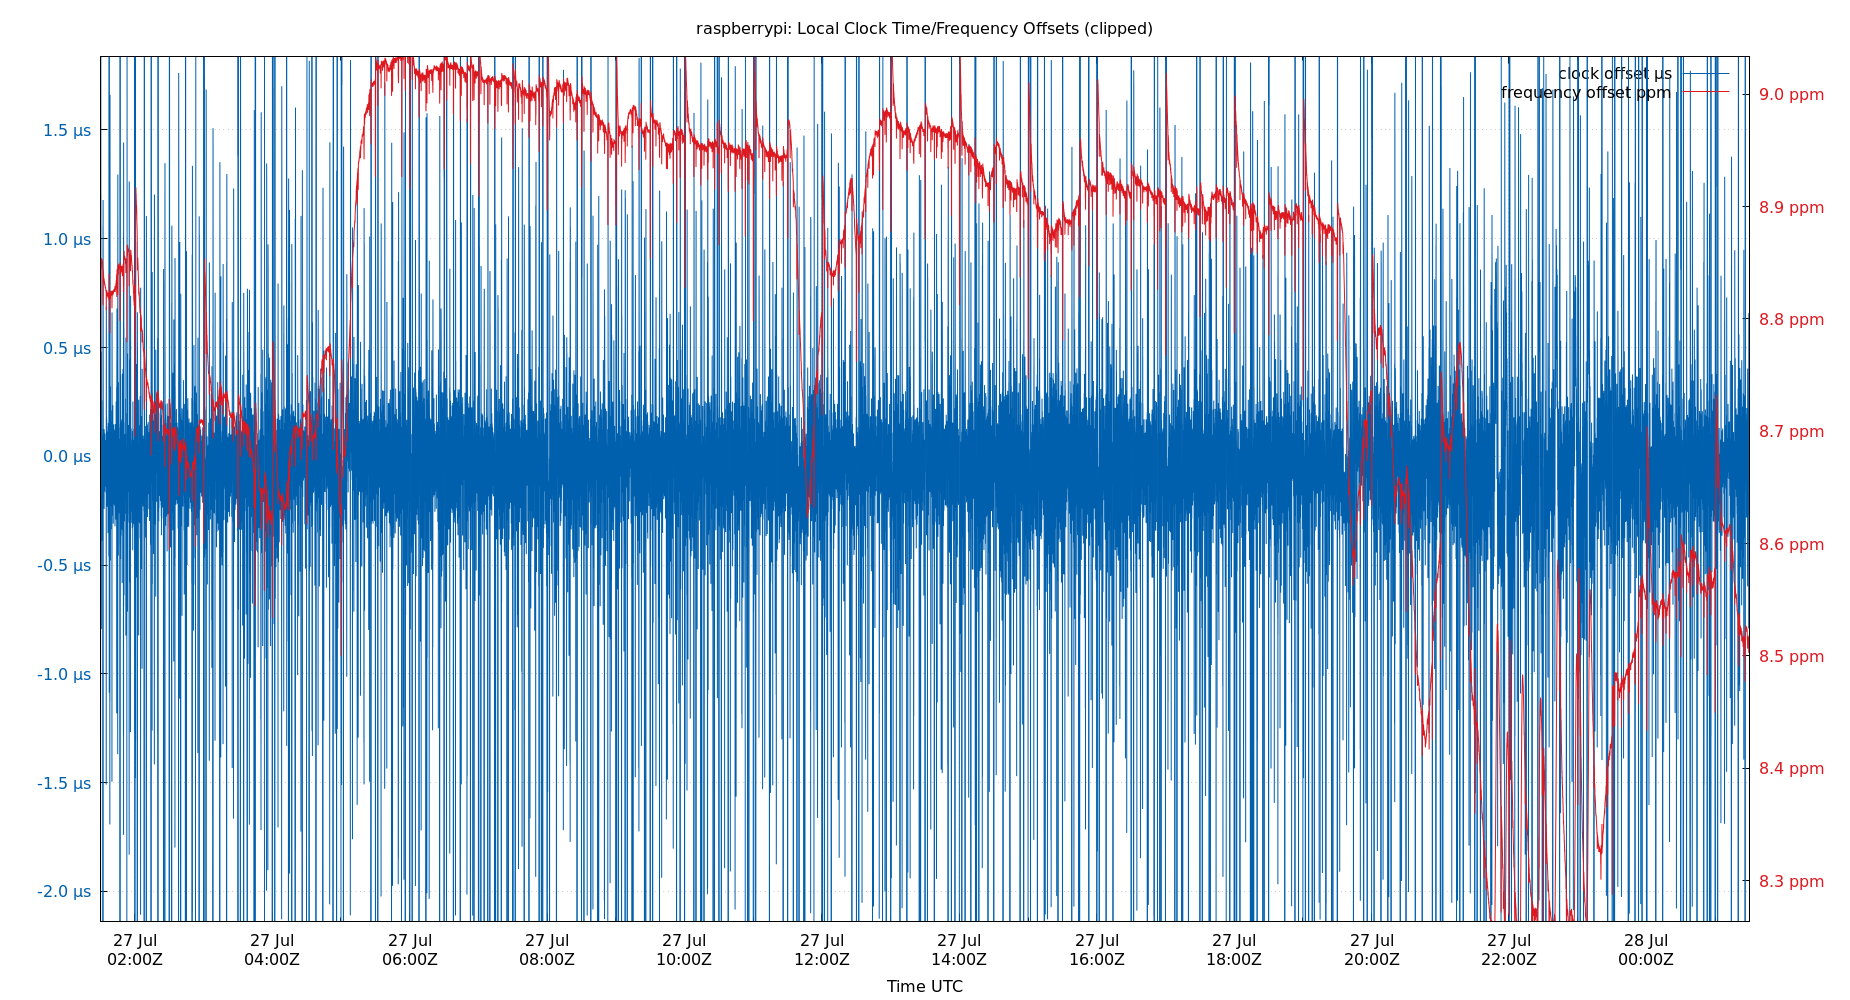 raspberrypi: Local Clock Time/Frequency Offsets (clipped)
clock offset µs
frequency offset ppm
1.5 µs
1.0 µs
0.5 µs
0.0 µs
-0.5 µs
-1.0 µs
-1.5 µs
-2.0 µs
9.0 ppm
8.9 ppm
8.8 ppm
8.7 ppm
8.6 ppm
8.5 ppm
8.4 ppm
8.3 ppm
27 Jul 27 Jul 27 Jul 27 Jul 27 Jul 27 Jul 27 Jul 27 Jul 27 Jul 27 Jul 27 Jul 28 Jul
02:00Z 04:00Z 06:00Z 08:00Z 10:00Z 12:00Z 14:00Z 16:00Z 18:00Z 20:00Z 22:00Z 00:00Z
Time UTC